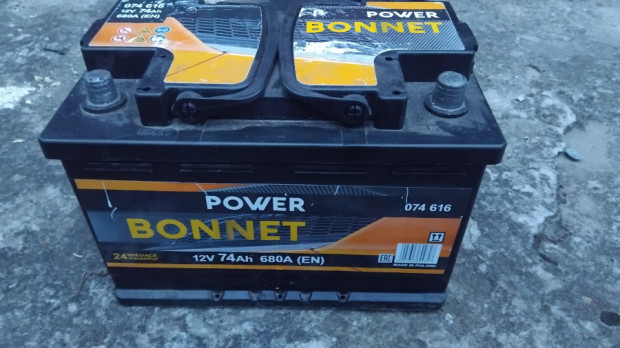 074 616
12V 74Ah
680A (EN)
POWER
BONNET
POWER
074 616
BONNET
24
12V 74Ah 680A (EN)
EAC
MADE IN POLAND